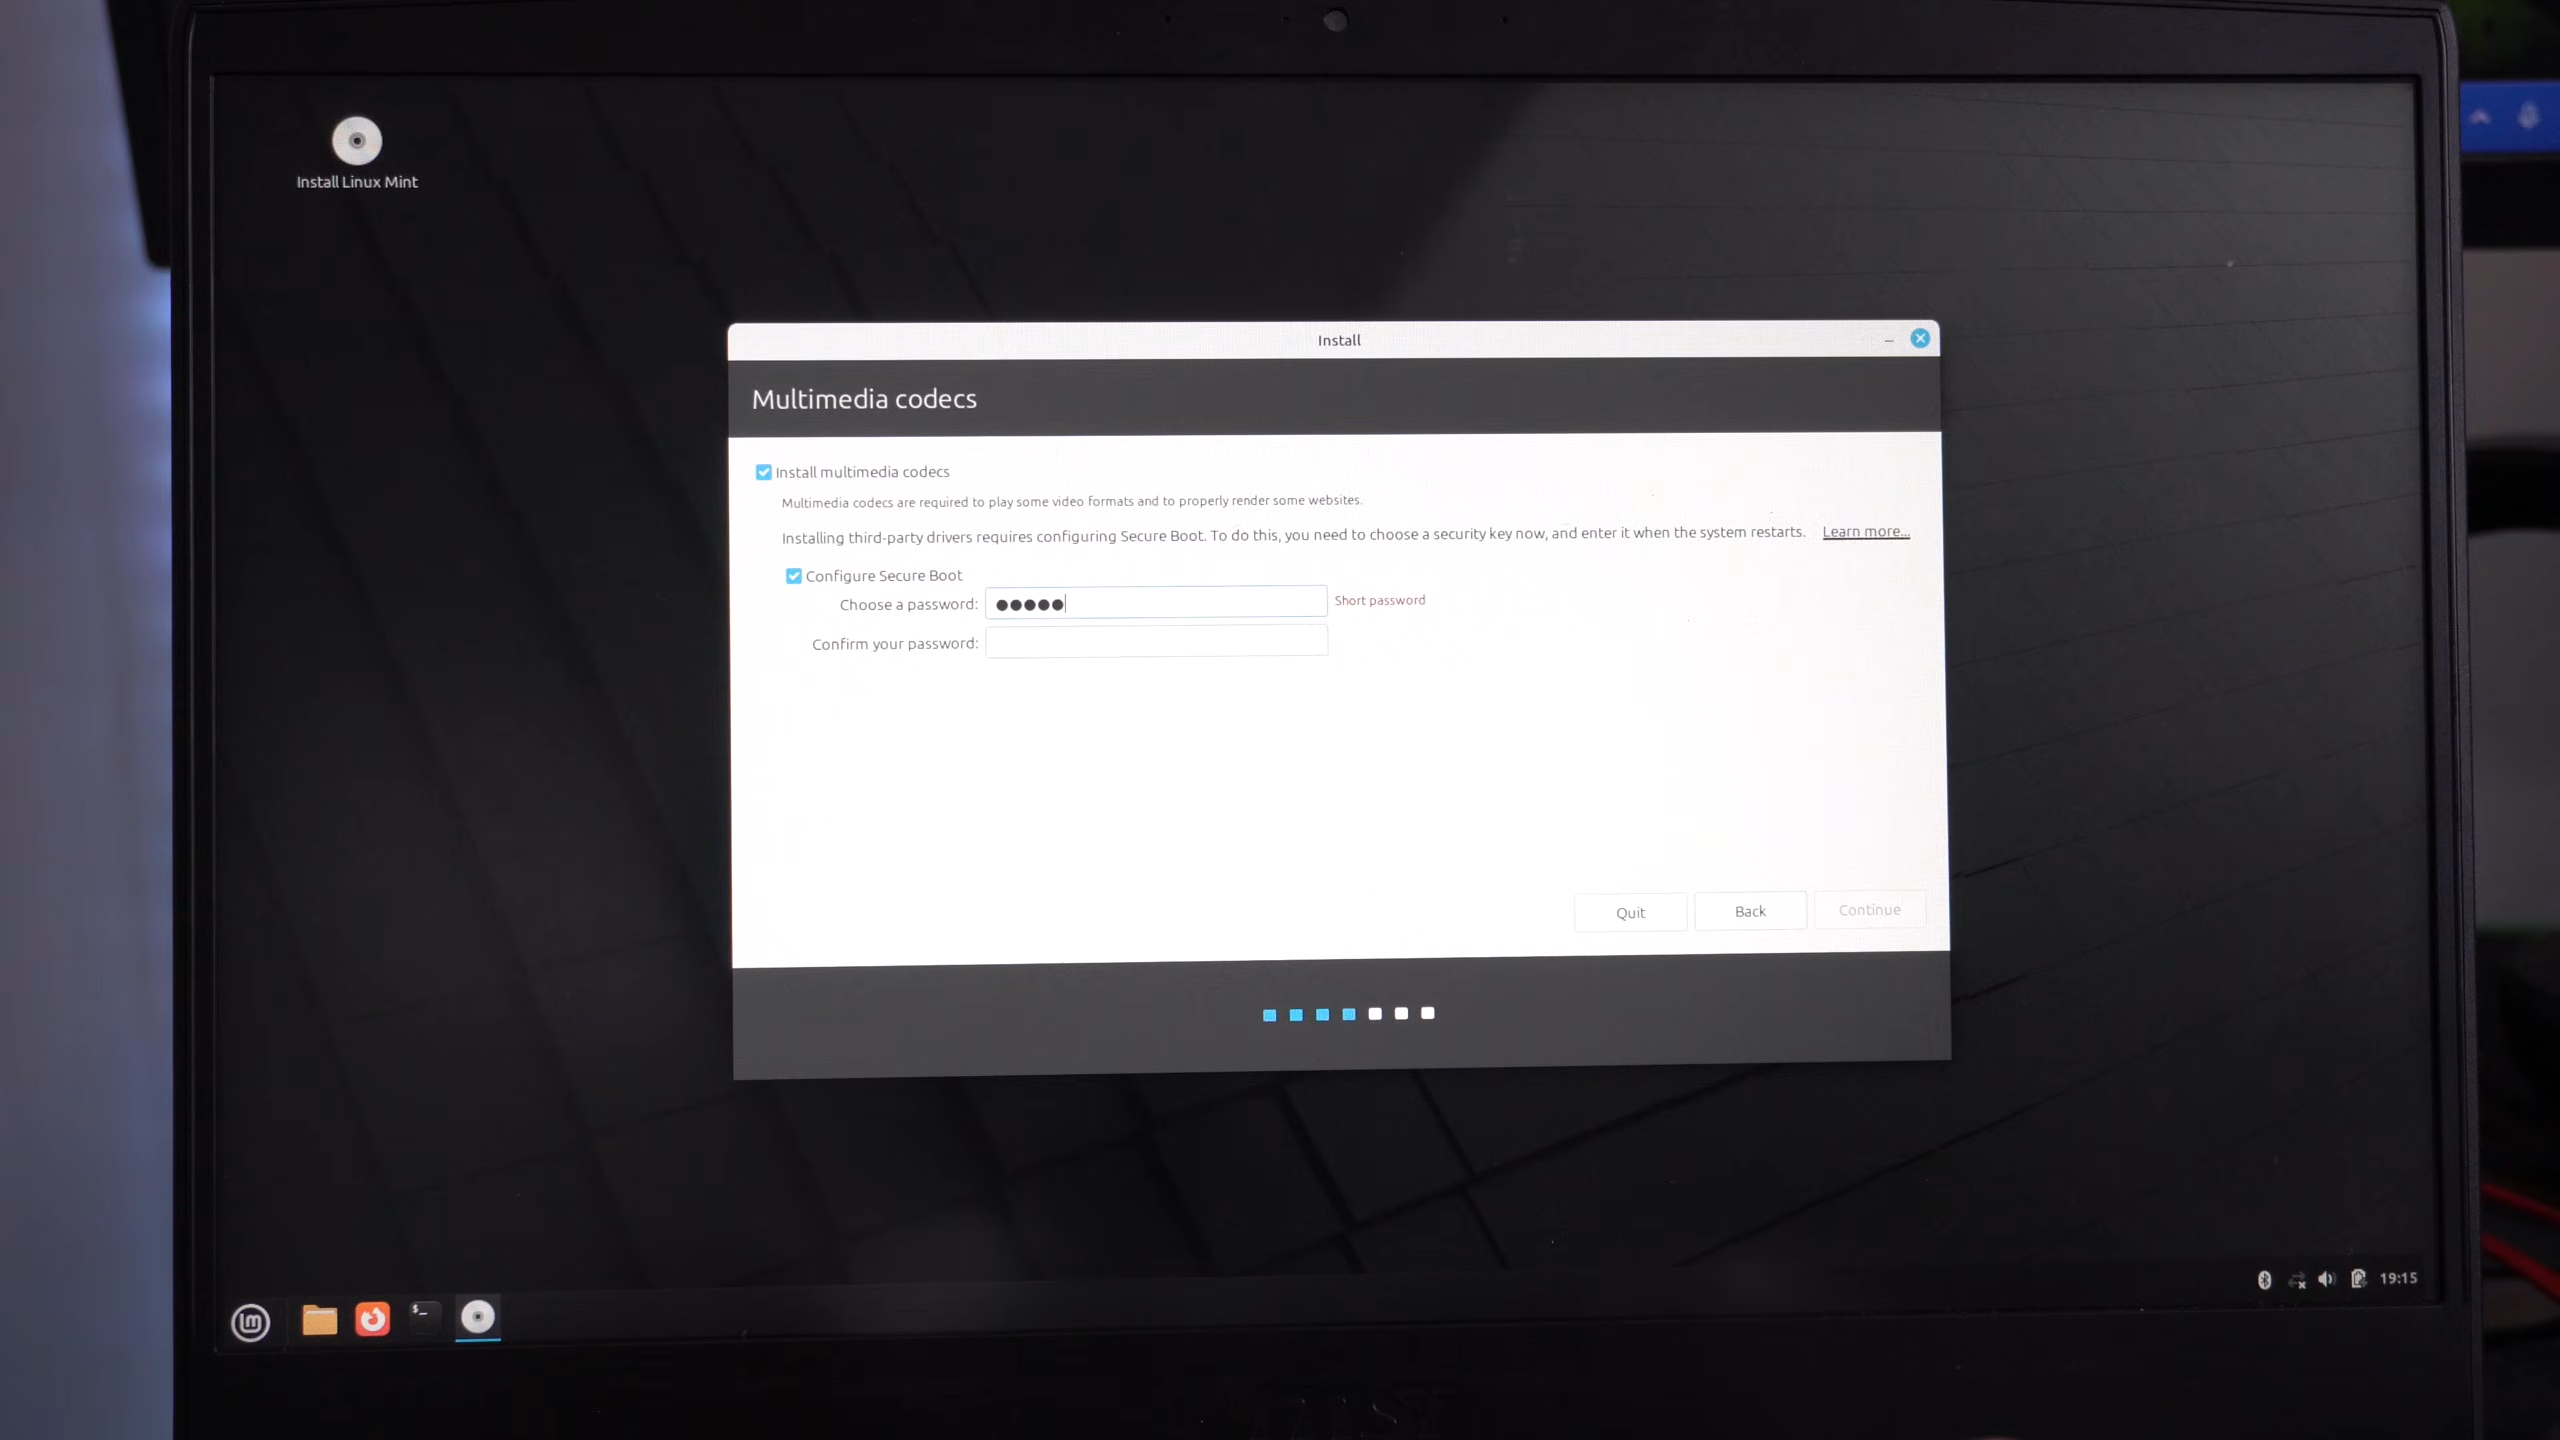 Install Linux Mint
Install
Multimedia codecs
Install multimedia codecs
Multimedia codecs are required to play some video formats and to properly render some websites.
Installing third-party drivers requires configuring Secure Boot. To do this, you need to choose a security key now, and enter it when the system restarts. Learn more...
Configure Secure Boot
Choose a password: ●●●●● Short password
Confirm your password:
Quit Back Continue
$_
19:15